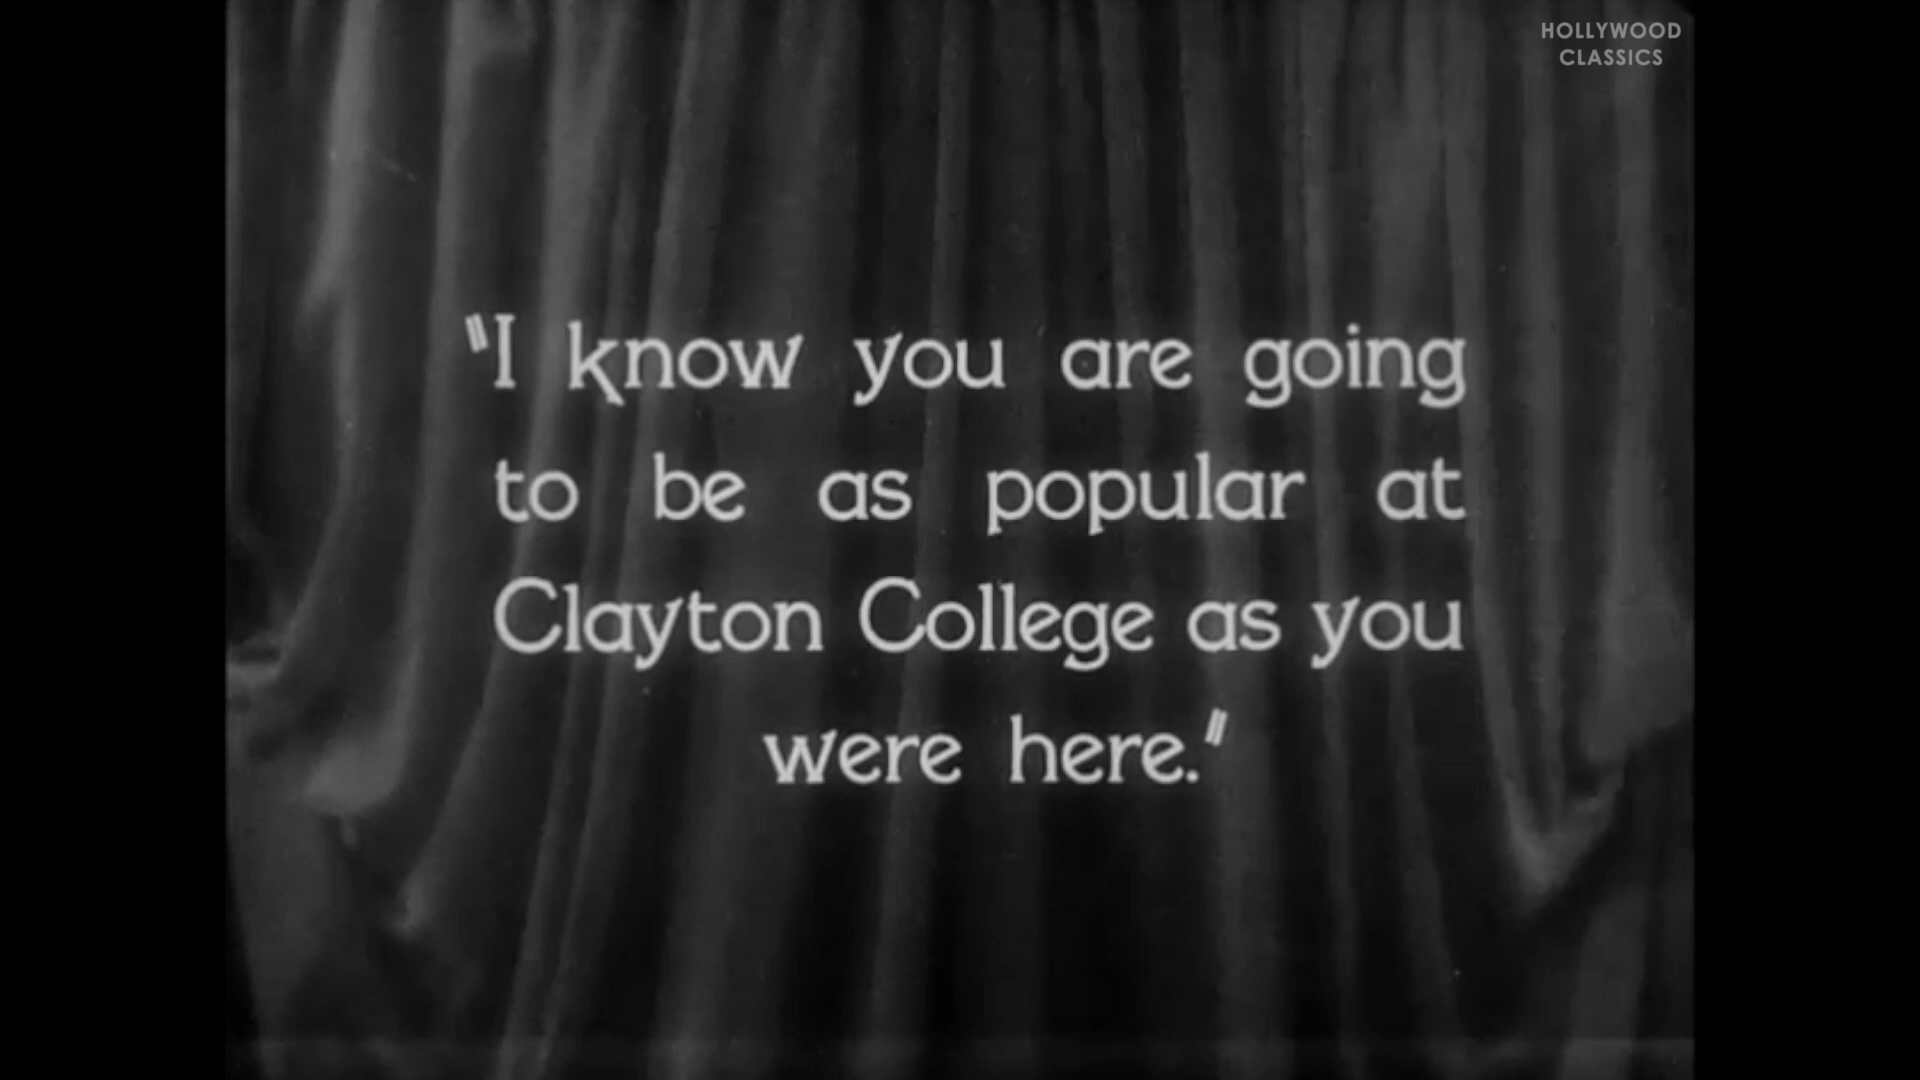 HOLLYWOOD
CLASSICS
"I know you are going
to be as popular at
Clayton College as you
were here."